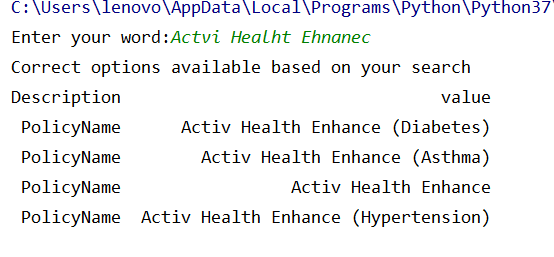 C:\Users\lenovo\AppData\Local\Programs\Python\Python37\
Enter your word:Actvi Healht Ehnanec
Correct options available based on your search
Description value
PolicyName Activ Health Enhance (Diabetes)
PolicyName Activ Health Enhance (Asthma)
PolicyName Activ Health Enhance
PolicyName Activ Health Enhance (Hypertension)